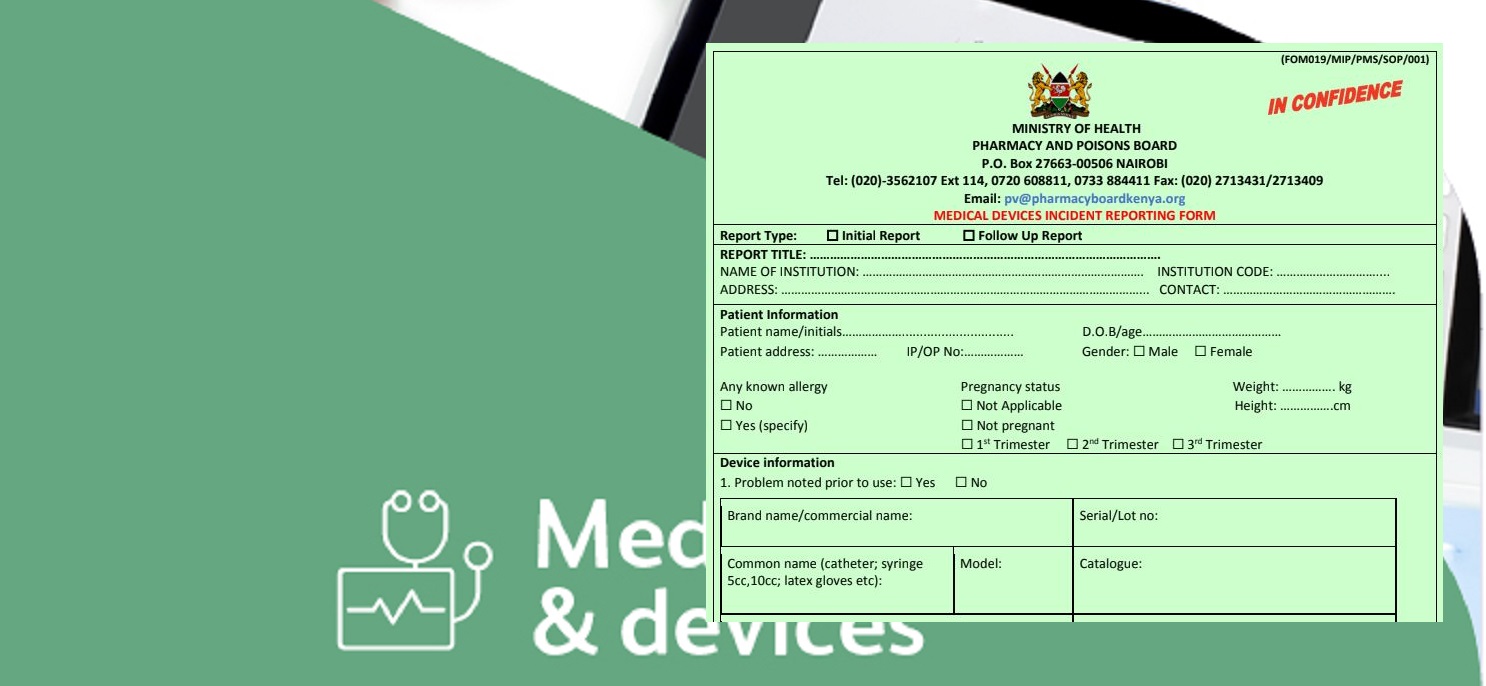 (FOM019/MIP/PMS/SOP/001)
IN CONFIDENCE
MINISTRY OF HEALTH
PHARMACY AND POISONS BOARD
P.O. Box 27663-00506 NAIROBI
Tel: (020)-3562107 Ext 114, 0720 608811, 0733 884411 Fax: (020) 2713431/2713409
Email: pv@pharmacyboardkenya.org
MEDICAL DEVICES INCIDENT REPORTING FORM
Report Type: ☐ Initial Report ☐ Follow Up Report
REPORT TITLE: ……………………………………………………………………………
NAME OF INSTITUTION: ……………………………………………………………. INSTITUTION CODE: ……………………….....
ADDRESS: ………………………………………………………………………………… CONTACT: …………………………………….
Patient Information
Patient name/initials…………….............................. D.O.B/age……………………………
Patient address: ……………… IP/OP No:…………… Gender: ☐ Male ☐ Female
Any known allergy Pregnancy status Weight: ……………. kg
☐ No ☐ Not Applicable Height: …………….cm
☐ Yes (specify) ☐ Not pregnant
☐ 1st Trimester ☐ 2nd Trimester ☐ 3rd Trimester
Device information
1. Problem noted prior to use: ☐ Yes ☐ No
Brand name/commercial name: Serial/Lot no:
Common name (catheter; syringe Model: Catalogue:
5cc,10cc; latex gloves etc):
Med
& devices